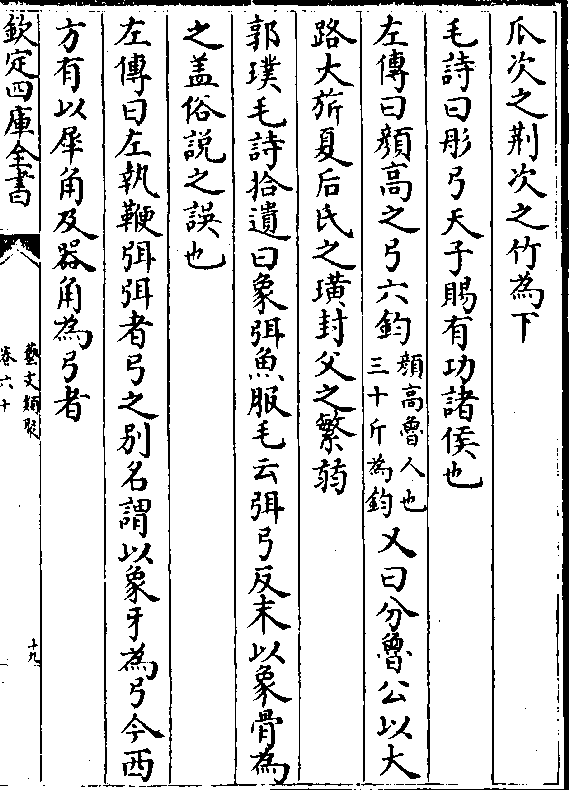 瓜次之荆次之竹為下
毛詩曰彤弓天子賜有功諸侯也
左傳曰顔高之弓六鈞顔高魯人也三十斤為鈞又曰分魯公以大
路大旂夏后氏之璜封父之繁弱
郭璞毛詩拾遺曰象弭魚服毛云弭弓反末以象骨為
之盖俗說之誤也
左傳曰左執鞭弭弭者弓之別名謂以象牙為弓今西
方有以犀角及器角為弓者
欽定四庫全書
藝文類聚
卷六十
十九